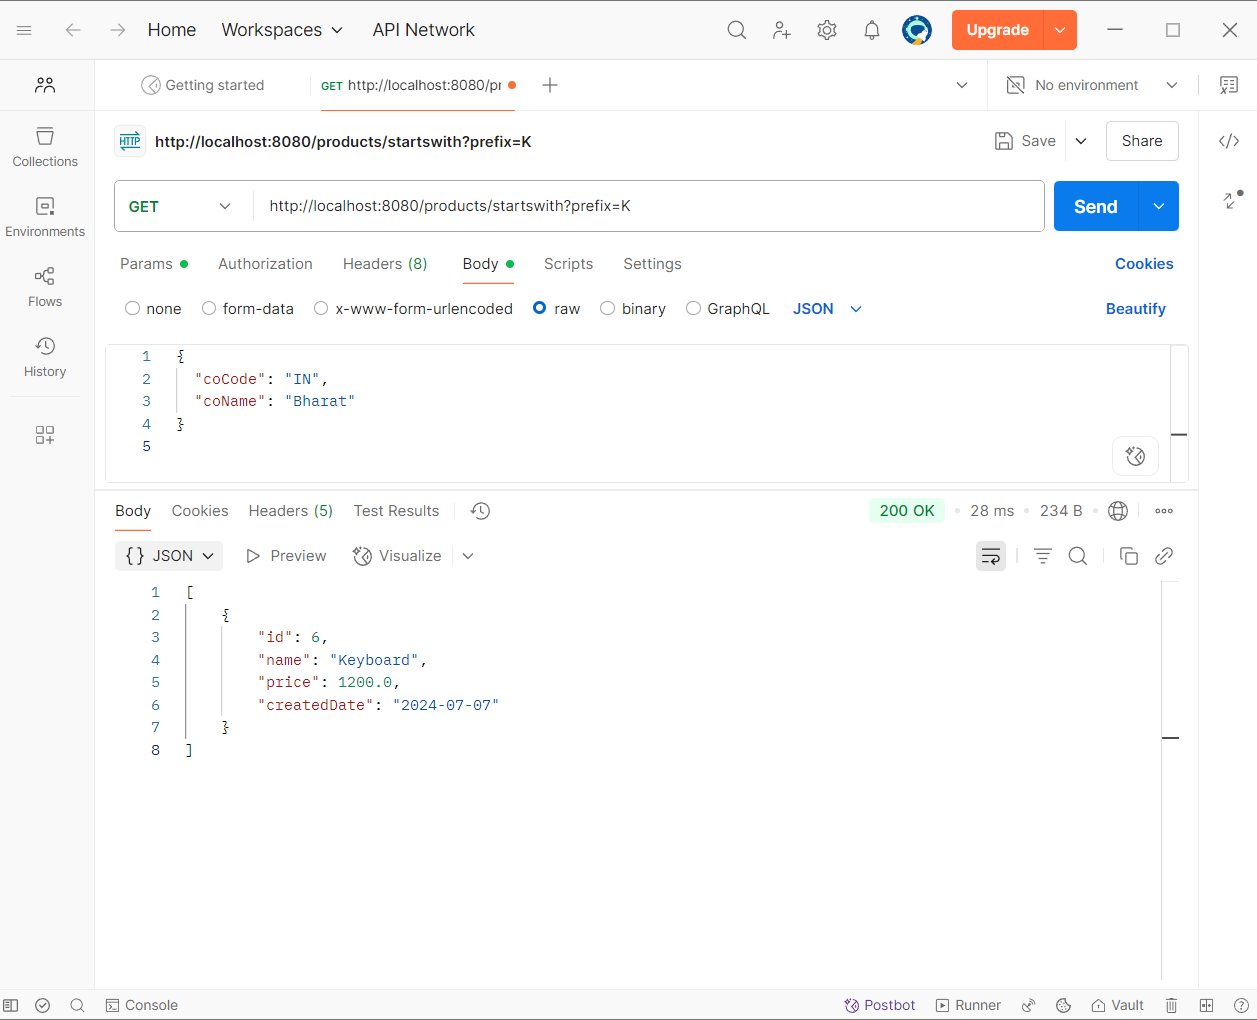 Home Workspaces API Network Upgrade
Getting started GET http://localhost:8080/pr No environment
HTTP http://localhost:8080/products/startswith?prefix=K Save Share
Collections
Environments
Flows
History
GET http://localhost:8080/products/startswith?prefix=K Send
Params Authorization Headers (8) Body Scripts Settings Cookies
none form-data x-www-form-urlencoded raw binary GraphQL JSON Beautify
1 {
2 "coCode": "IN",
3 "coName": "Bharat"
4 }
5
Body Cookies Headers (5) Test Results 200 OK 28 ms 234 B
{} JSON Preview Visualize
1 [
2 {
3 "id": 6,
4 "name": "Keyboard",
5 "price": 1200.0,
6 "createdDate": "2024-07-07"
7 }
8 ]
Console Postbot Runner Vault